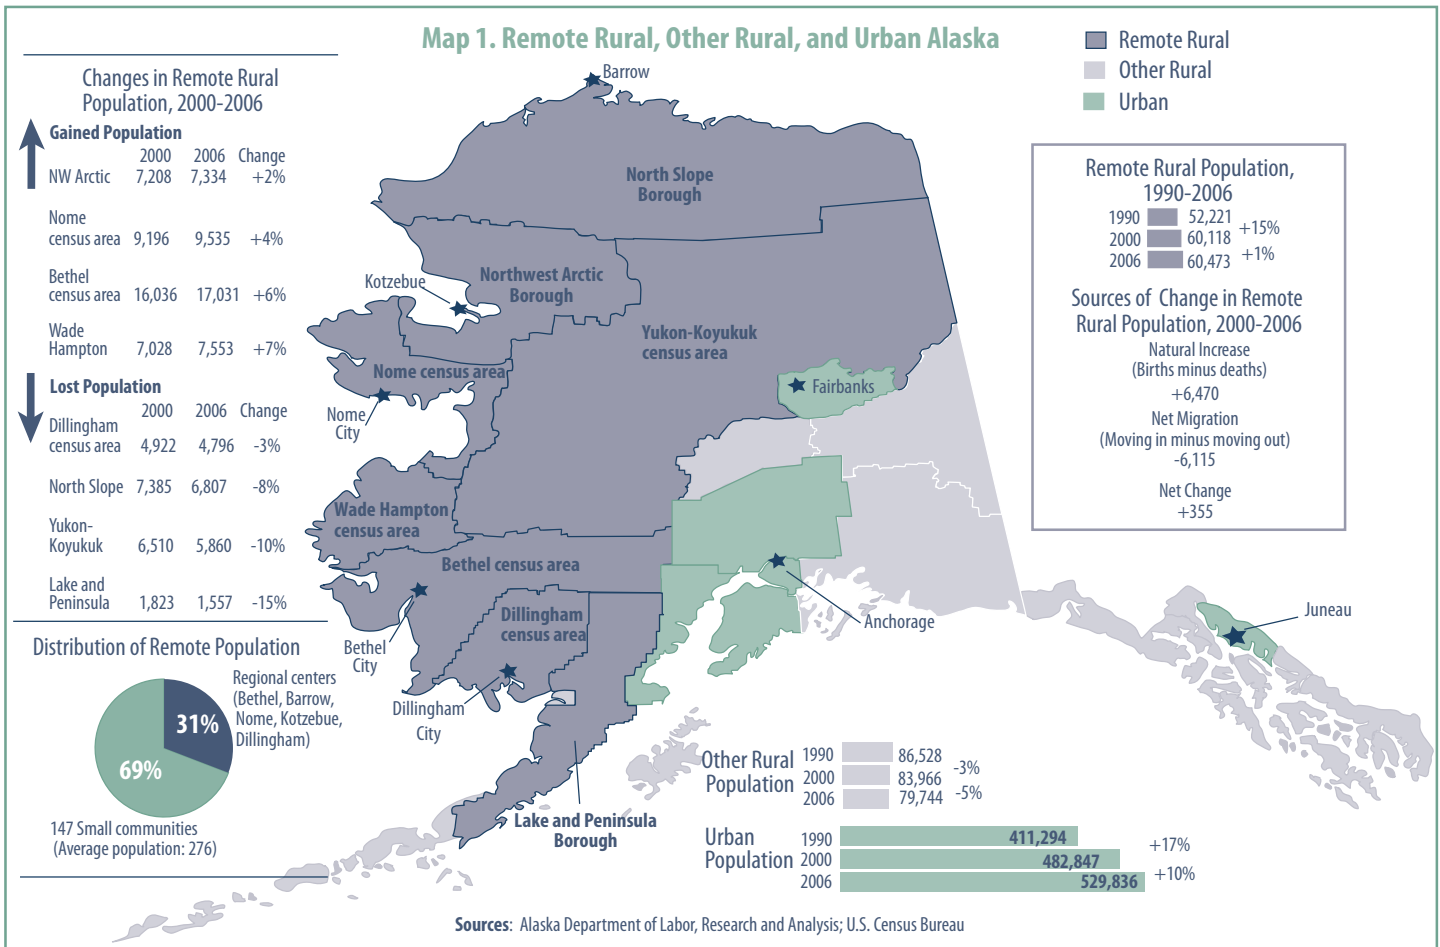 Map 1. Remote Rural, Other Rural, and Urban Alaska
Remote Rural
Other Rural
Urban
Changes in Remote Rural
Population, 2000-2006
Gained Population
2000 2006 Change
NW Arctic 7,208 7,334 +2%
Nome
census area 9,196 9,535 +4%
Bethel
census area 16,036 17,031 +6%
Wade
Hampton 7,028 7,553 +7%
Lost Population
2000 2006 Change
Dillingham
census area 4,922 4,796 -3%
North Slope 7,385 6,807 -8%
Yukon-
Koyukuk 6,510 5,860 -10%
Lake and
Peninsula 1,823 1,557 -15%
Distribution of Remote Population
31%
69%
Regional centers
(Bethel, Barrow,
Nome, Kotzebue,
Dillingham)
147 Small communities
(Average population: 276)
Barrow
North Slope
Borough
Kotzebue
Northwest Arctic
Borough
Yukon-Koyukuk
census area
Nome census area
Fairbanks
Nome
City
Wade Hampton
census area
Bethel census area
Dillingham
census area
Bethel
City
Dillingham
City
Anchorage
Juneau
Lake and Peninsula
Borough
Remote Rural Population,
1990-2006
1990 52,221
+15%
2000 60,118
+1%
2006 60,473
Sources of Change in Remote
Rural Population, 2000-2006
Natural Increase
(Births minus deaths)
+6,470
Net Migration
(Moving in minus moving out)
-6,115
Net Change
+355
Other Rural
Population
1990 86,528
-3%
2000 83,966
-5%
2006 79,744
Urban
Population
1990 411,294
+17%
2000 482,847
+10%
2006 529,836
Sources: Alaska Department of Labor, Research and Analysis; U.S. Census Bureau